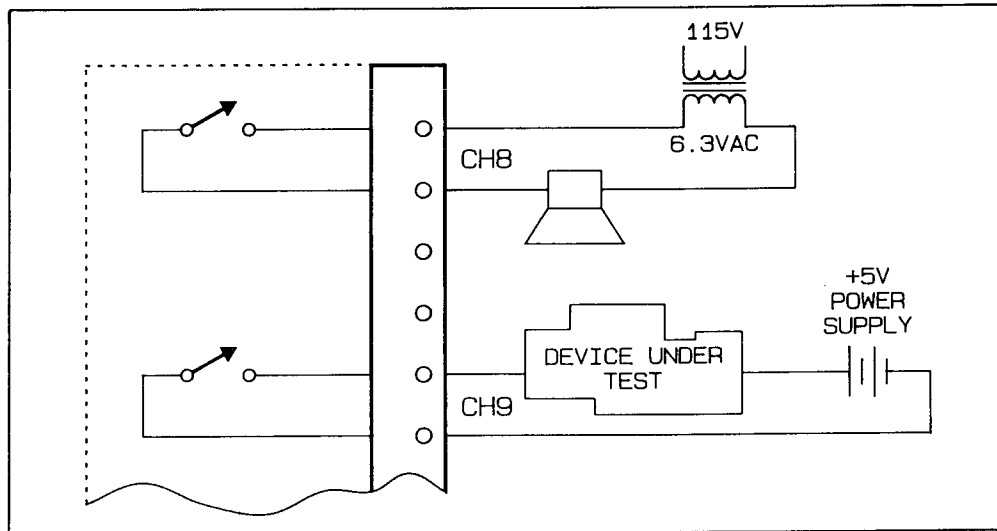 115V
6.3VAC
CH8
+5V
POWER
SUPPLY
DEVICE UNDER
TEST
CH9